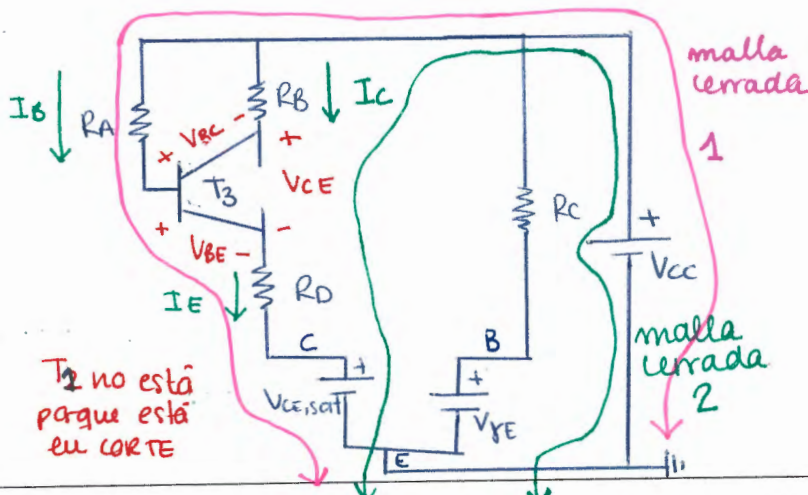 malla
cerrada
1
IB
RA
VBC
+
-
RB
IC
+
VCE
-
T3
+
VBE -
IE
RD
RC
+
VCC
C
B
+
VCE,sat
+
VγE
E
malla
cerrada
2
T2 no está
porque está
en CORTE